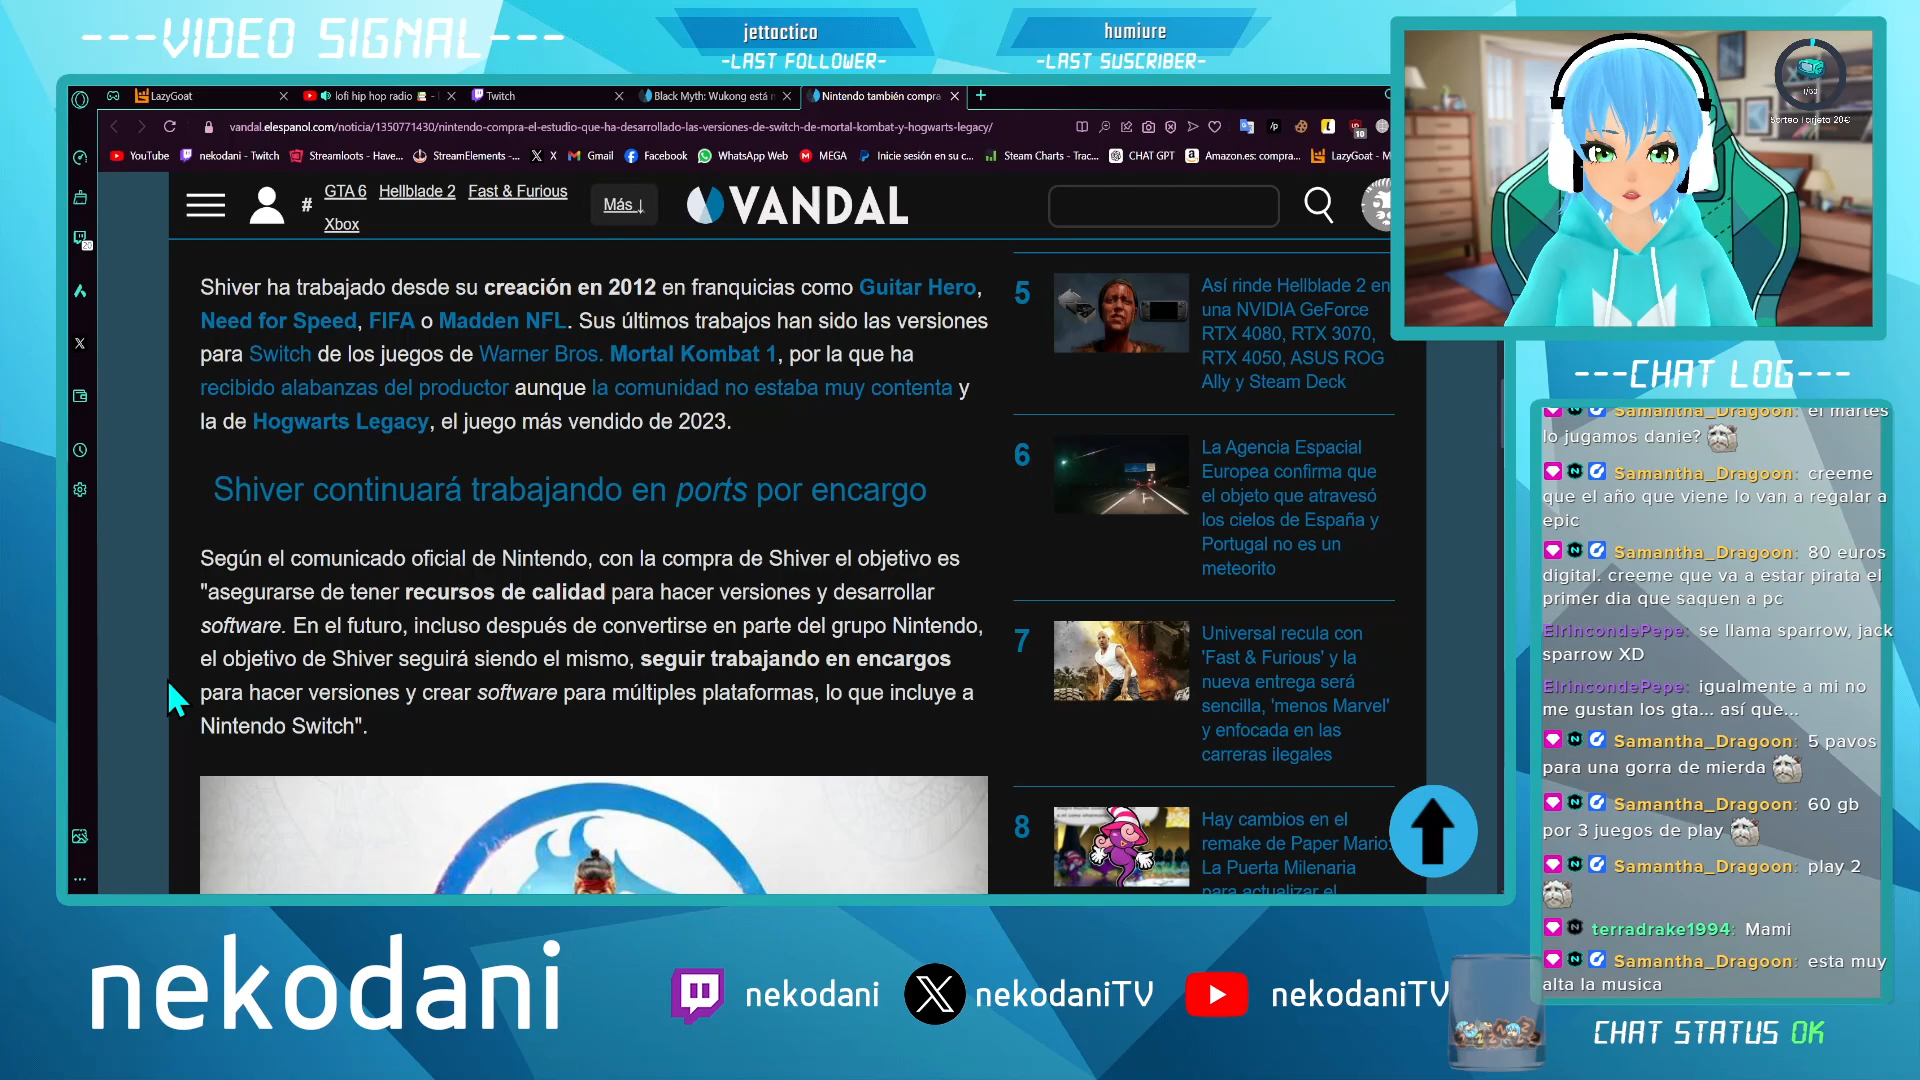 ---VIDEO SIGNAL---
jettactico
-LAST FOLLOWER-
humiure
-LAST SUSCRIBER-
LazyGoat
lofi hip hop radio
Twitch
Black Myth: Wukong está
Nintendo también compra
vandal.elespanol.com/noticia/1350771430/nintendo-compra-el-estudio-que-ha-desarrollado-las-versiones-de-switch-de-mortal-kombat-y-hogwarts-legacy/
10
YouTube
nekodani - Twitch
Streamloots - Have...
StreamElements -...
X
Gmail
Facebook
WhatsApp Web
MEGA
Inicie sesión en su c...
Steam Charts - Trac...
CHAT GPT
Amazon.es: compra...
LazyGoat - M
20
# GTA 6 Hellblade 2 Fast & Furious
Xbox
Más ↓
VANDAL
Shiver ha trabajado desde su creación en 2012 en franquicias como Guitar Hero,
Need for Speed, FIFA o Madden NFL. Sus últimos trabajos han sido las versiones
para Switch de los juegos de Warner Bros. Mortal Kombat 1, por la que ha
recibido alabanzas del productor aunque la comunidad no estaba muy contenta y
la de Hogwarts Legacy, el juego más vendido de 2023.
Shiver continuará trabajando en ports por encargo
Según el comunicado oficial de Nintendo, con la compra de Shiver el objetivo es
"asegurarse de tener recursos de calidad para hacer versiones y desarrollar
software. En el futuro, incluso después de convertirse en parte del grupo Nintendo,
el objetivo de Shiver seguirá siendo el mismo, seguir trabajando en encargos
para hacer versiones y crear software para múltiples plataformas, lo que incluye a
Nintendo Switch".
5
Así rinde Hellblade 2 en
una NVIDIA GeForce
RTX 4080, RTX 3070,
RTX 4050, ASUS ROG
Ally y Steam Deck
6
La Agencia Espacial
Europea confirma que
el objeto que atravesó
los cielos de España y
Portugal no es un
meteorito
7
Universal recula con
'Fast & Furious' y la
nueva entrega será
sencilla, 'menos Marvel'
y enfocada en las
carreras ilegales
8
Hay cambios en el
remake de Paper Mario:
La Puerta Milenaria
para actualizar el
1/50
Sorteo Tarjeta 20€
---CHAT LOG---
Samantha_Dragoon: el martes
lo jugamos danie?
Samantha_Dragoon: creeme
que el año que viene lo van a regalar a
epic
Samantha_Dragoon: 80 euros
digital. creeme que va a estar pirata el
primer dia que saquen a pc
ElrincondePepe: se llama sparrow, jack
sparrow XD
ElrincondePepe: igualmente a mi no
me gustan los gta... así que...
Samantha_Dragoon: 5 pavos
para una gorra de mierda
Samantha_Dragoon: 60 gb
por 3 juegos de play
Samantha_Dragoon: play 2
terradrake1994: Mami
Samantha_Dragoon: esta muy
alta la musica
CHAT STATUS OK
nekodani
nekodani
nekodaniTV
nekodaniTV